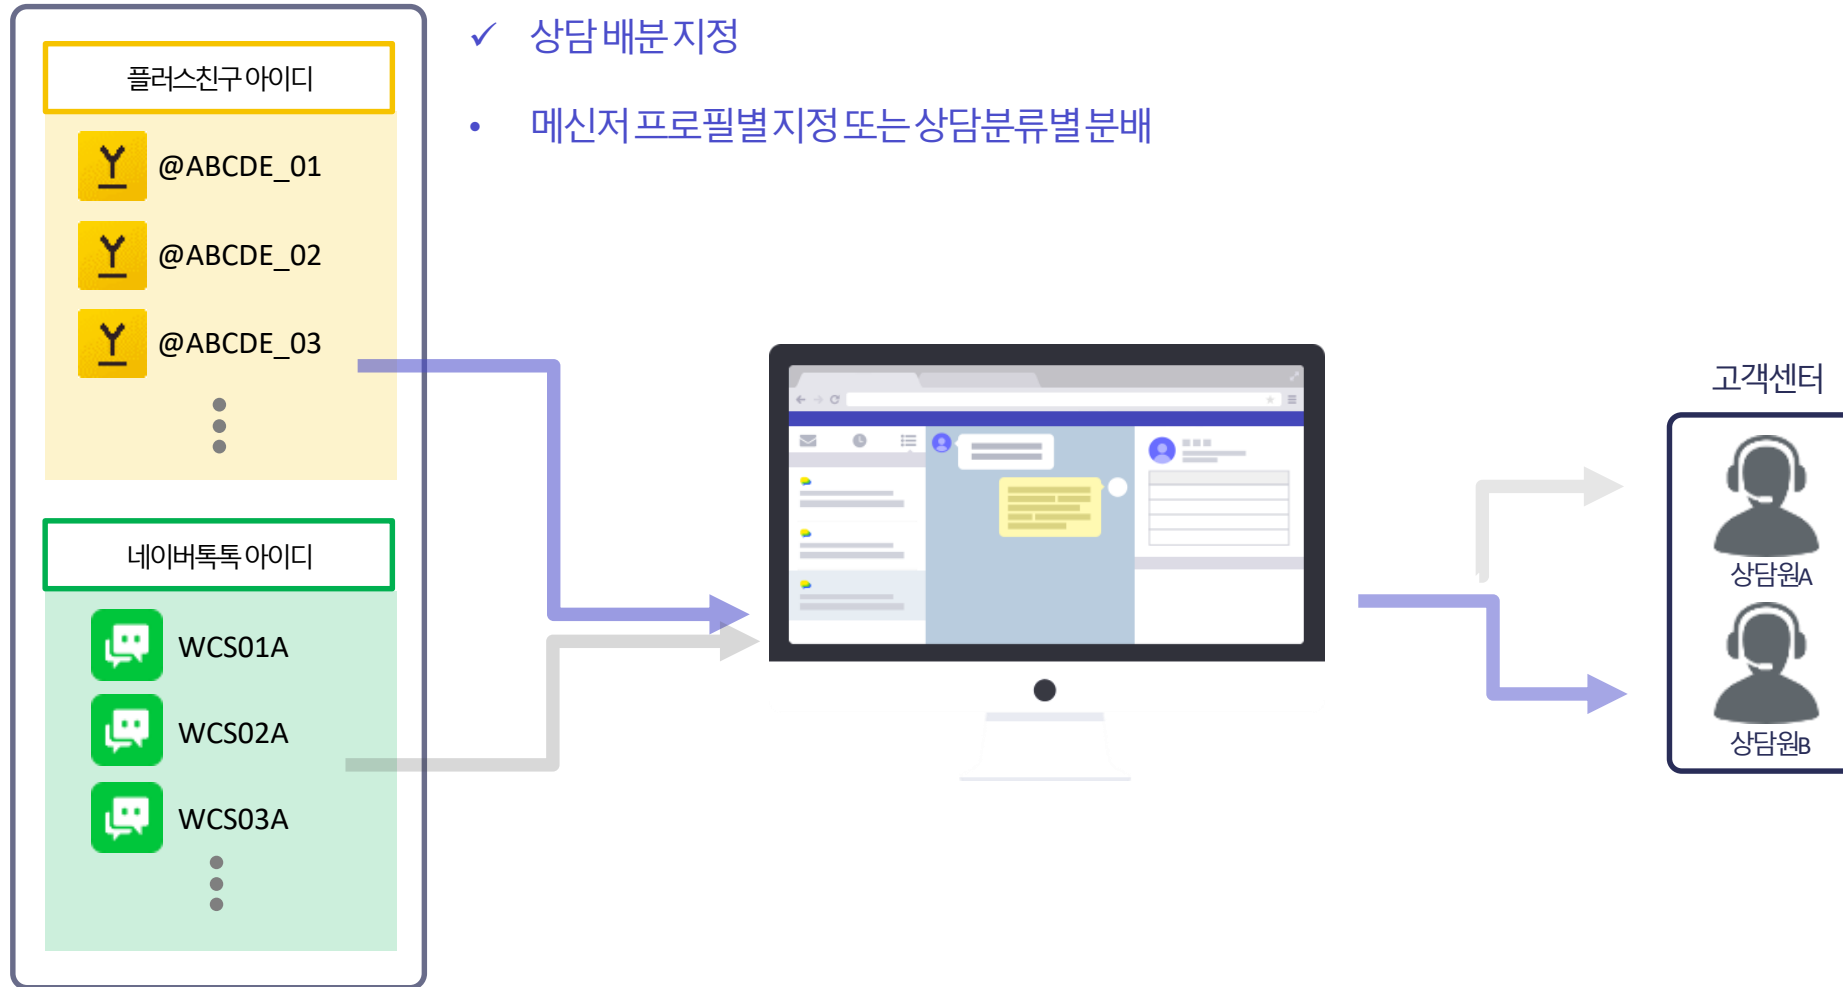 상담 배분 지정
메신저 프로필별 지정 또는 상담분류별 분배
플러스친구 아이디
@ABCDE_01
@ABCDE_02
@ABCDE_03
네이버톡톡 아이디
WCS01A
WCS02A
WCS03A
고객센터
상담원A
상담원B